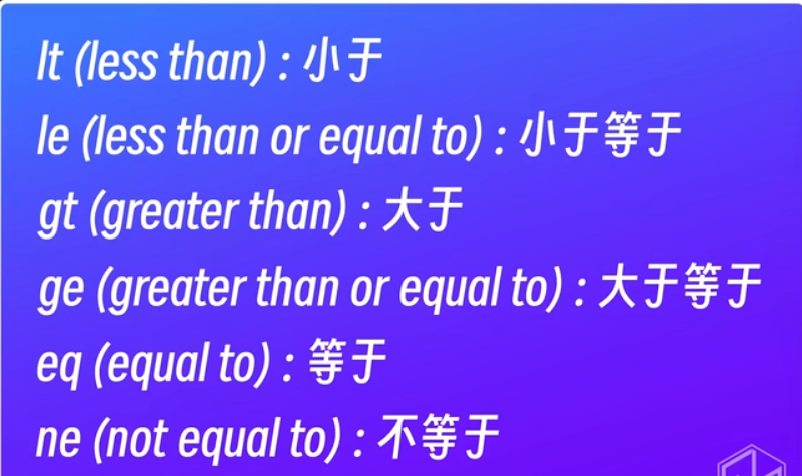 lt (less than) : 小于
le (less than or equal to) : 小于等于
gt (greater than) : 大于
ge (greater than or equal to) : 大于等于
eq (equal to) : 等于
ne (not equal to) : 不等于